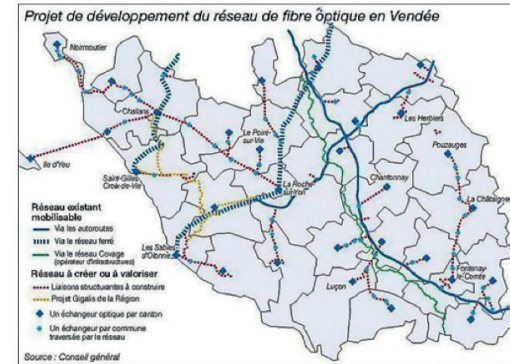 Projet de développement du réseau de fibre optique en Vendée
Noirmoutier
Challans
Les Herbiers
Le Poiré-
sur-Vie
Pouzauges
Ile d'Yeu
Saint-Gilles
Croix-de-Vie
La Roche
sur-Yon
Chantonnay
La Châtaigne
Les Sables
d'Olonne
Fontenay
le-Comte
Luçon
Réseau existant
mobilisable
Via les autoroutes
Via le réseau ferré
Via le réseau Covage
(opérateur d'infrastructures)
Réseau à créer ou à valoriser
Liaisons structurantes à construire
Projet Gigalis de la Région
Un échangeur optique par canton
Un échangeur par commune
traversée par le réseau
Source : Conseil général